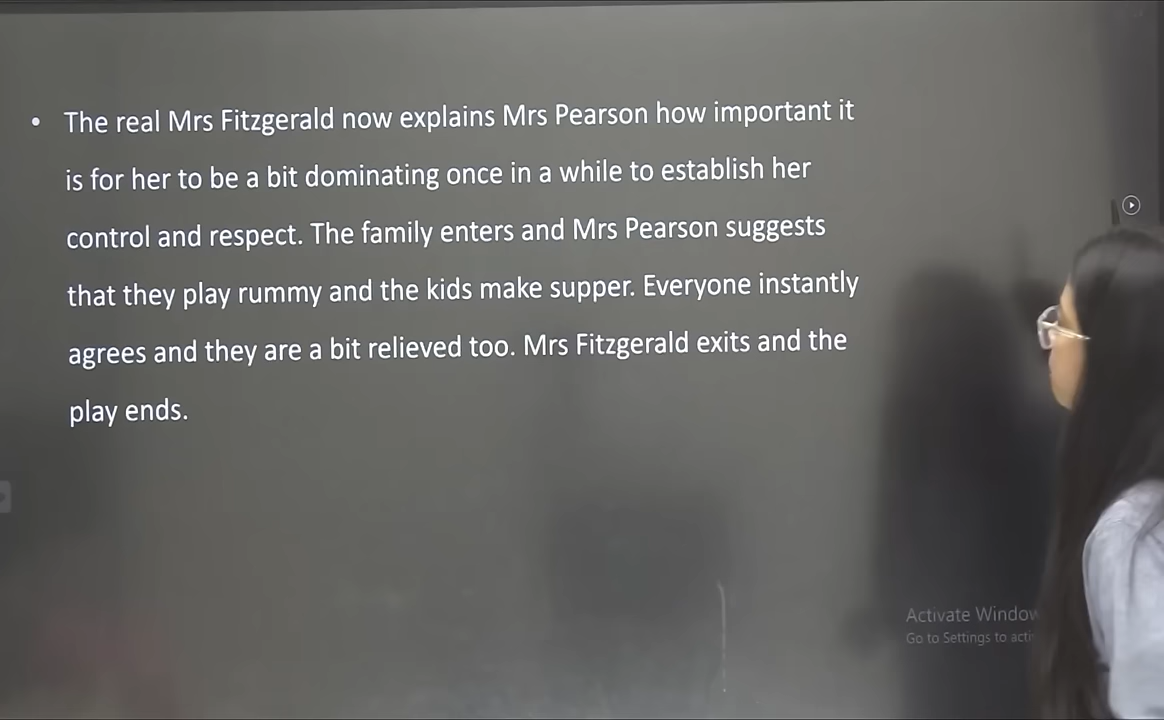 • The real Mrs Fitzgerald now explains Mrs Pearson how important it
is for her to be a bit dominating once in a while to establish her
control and respect. The family enters and Mrs Pearson suggests
that they play rummy and the kids make supper. Everyone instantly
agrees and they are a bit relieved too. Mrs Fitzgerald exits and the
play ends.
Activate Window
Go to Settings to acti